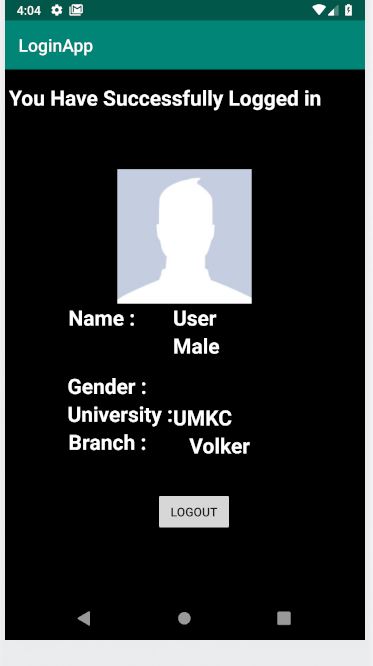 4:04
LoginApp
You Have Successfully Logged in
Name : User
Male
Gender :
University :UMKC
Branch : Volker
LOGOUT